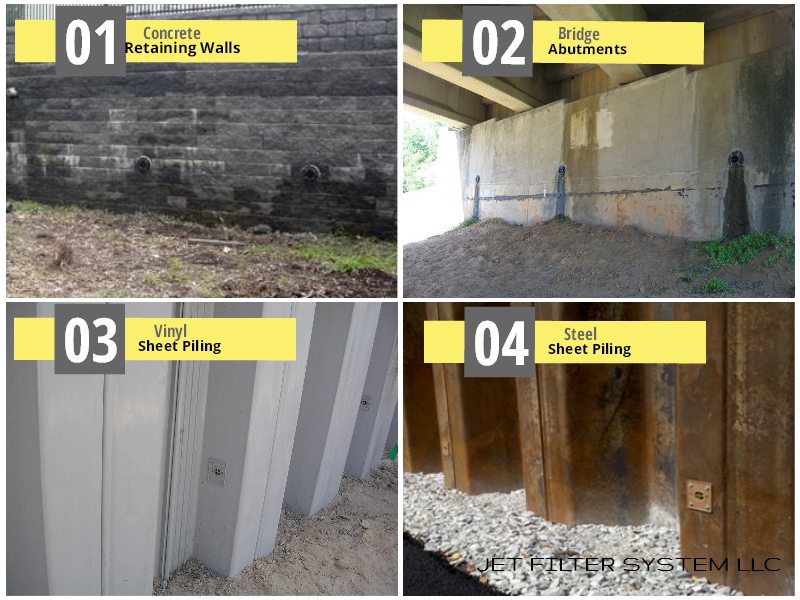 01
Concrete
Retaining Walls
02
Bridge
Abutments
03
Vinyl
Sheet Piling
04
Steel
Sheet Piling
JET FILTER SYSTEM LLC